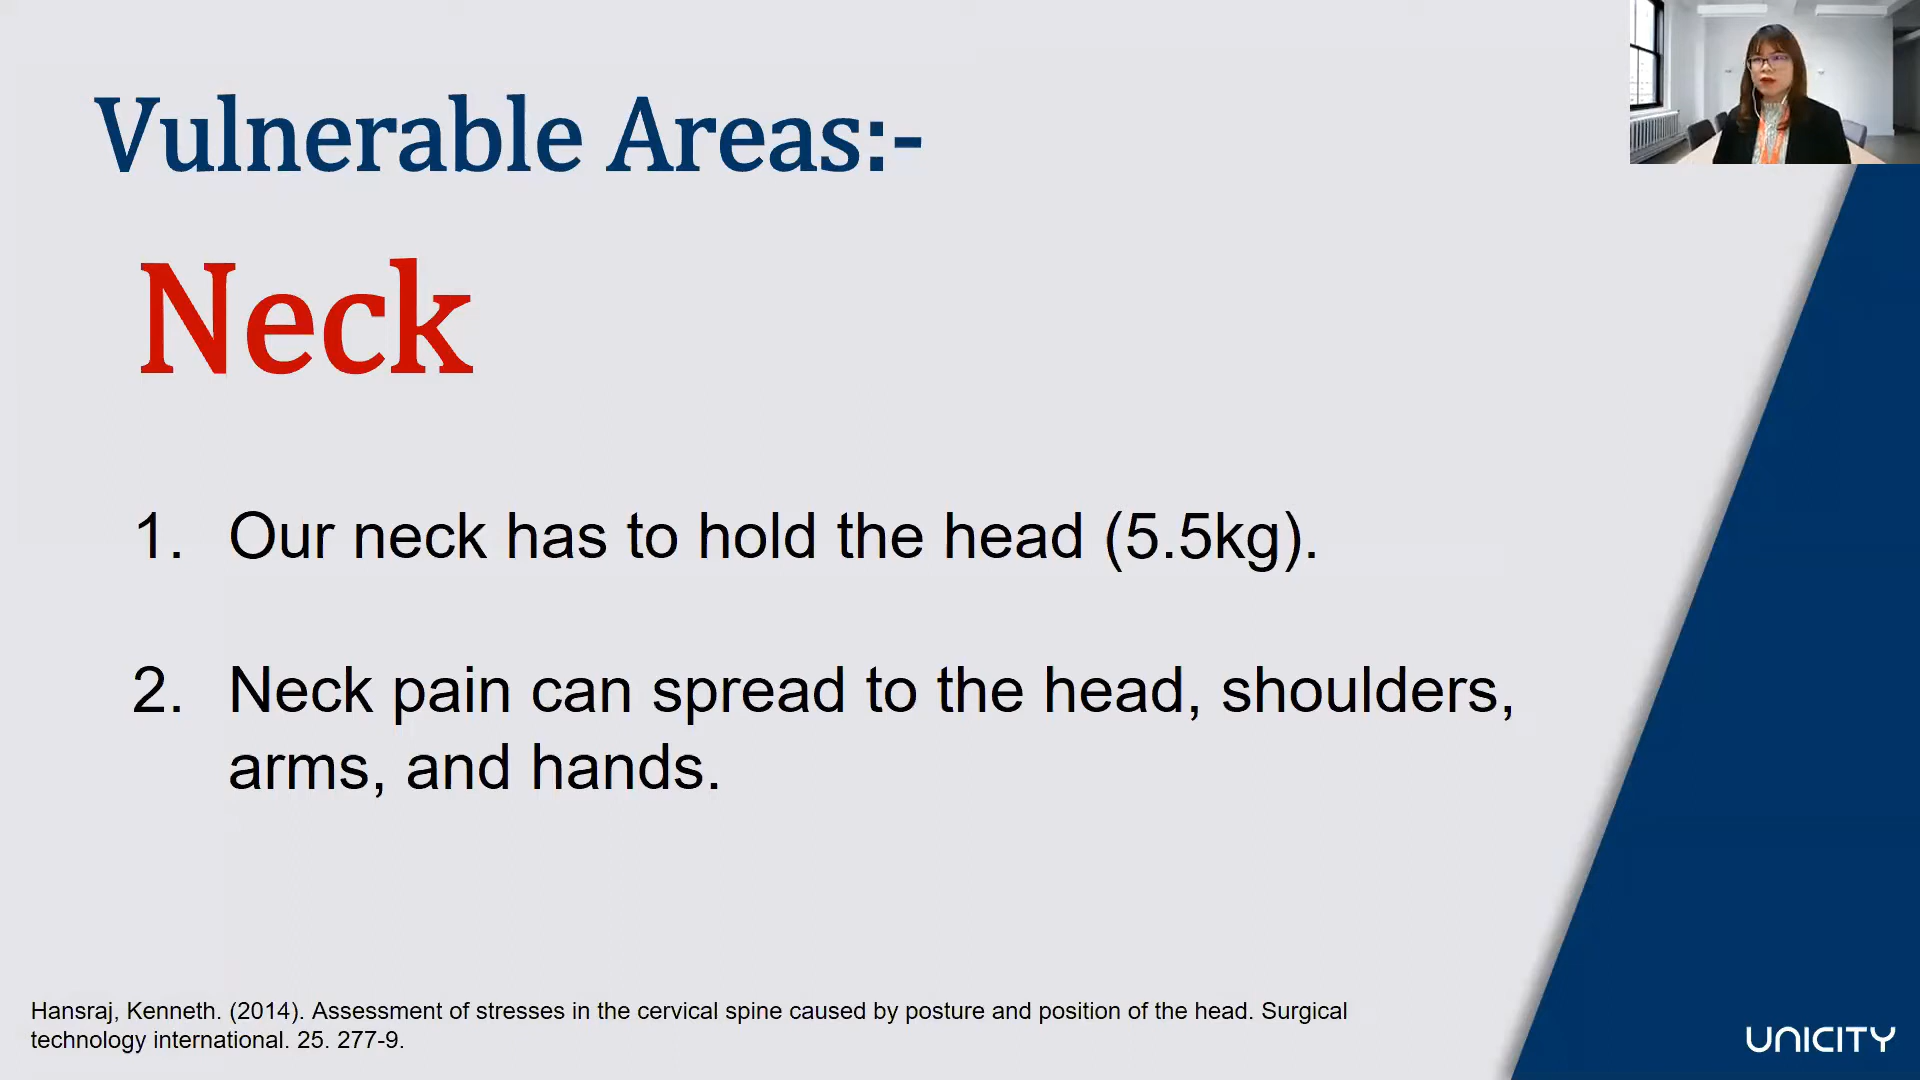 Vulnerable Areas:-
Neck
1. Our neck has to hold the head (5.5kg).
2. Neck pain can spread to the head, shoulders,
arms, and hands.
Hansraj, Kenneth. (2014). Assessment of stresses in the cervical spine caused by posture and position of the head. Surgical
technology international. 25. 277-9.
UNICITY